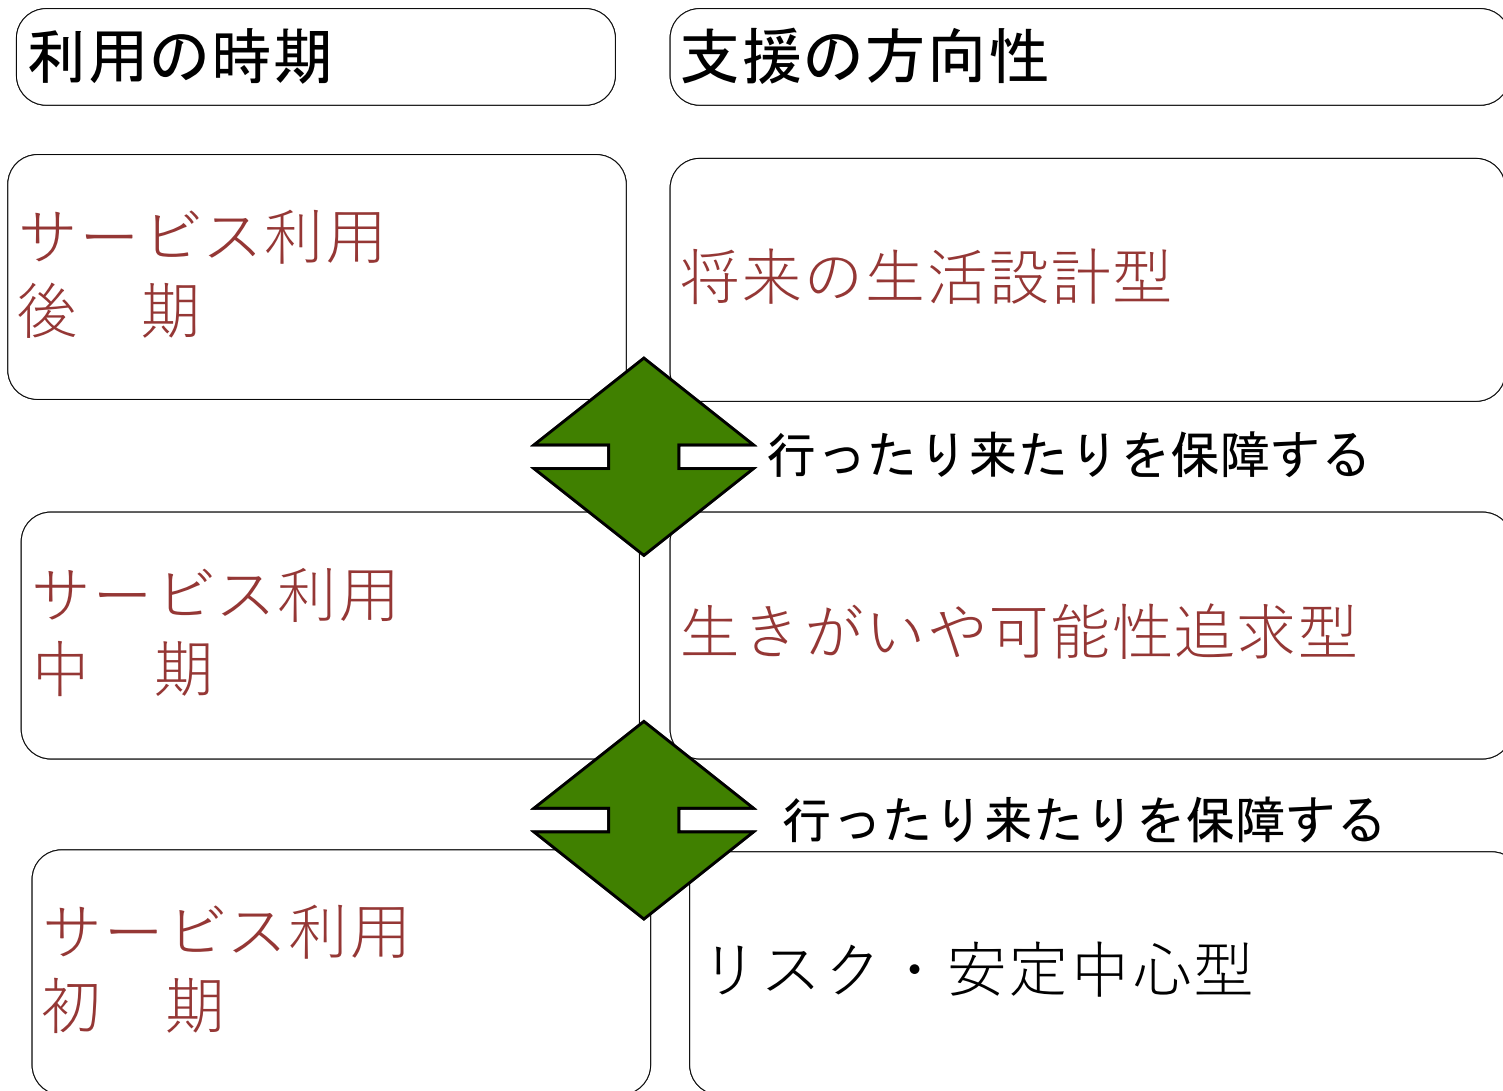 利用の時期
支援の方向性
サービス利用
後　期
将来の生活設計型
行ったり来たりを保障する
サービス利用
中　期
生きがいや可能性追求型
行ったり来たりを保障する
サービス利用
初　期
リスク・安定中心型